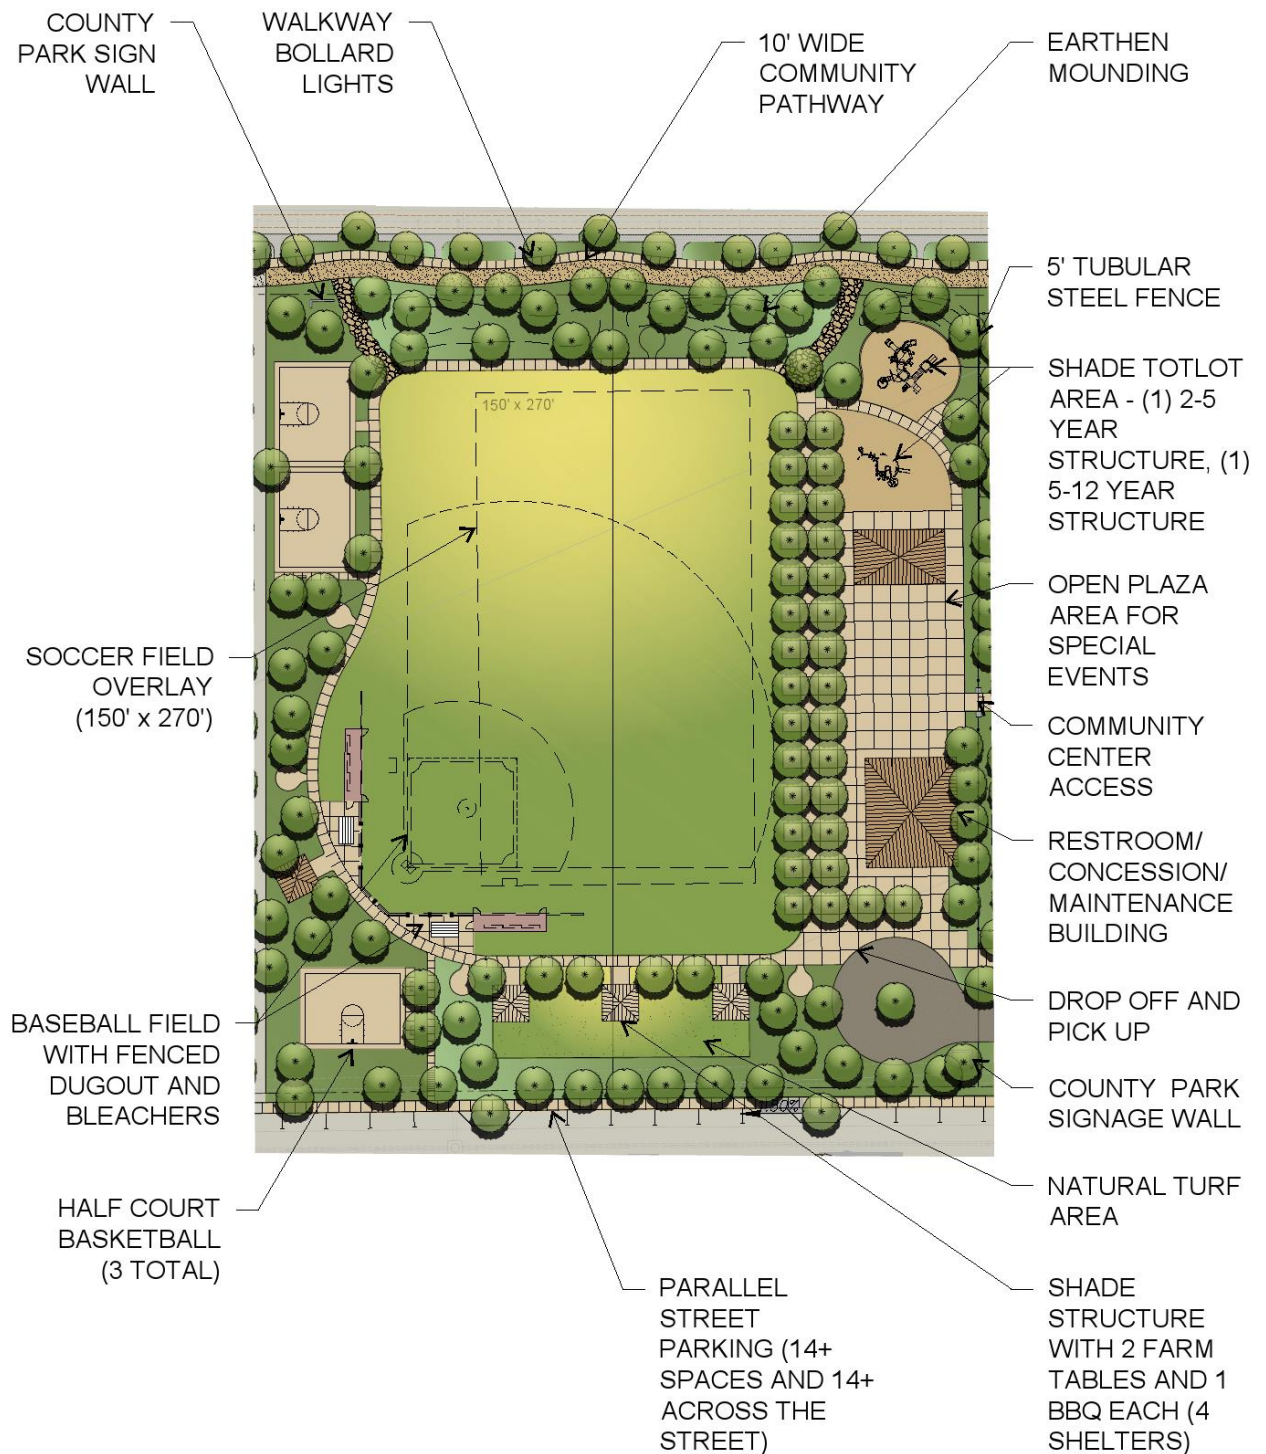 COUNTY
PARK SIGN
WALL
WALKWAY
BOLLARD
LIGHTS
10' WIDE
COMMUNITY
PATHWAY
EARTHEN
MOUNDING
5' TUBULAR
STEEL FENCE
SHADE TOTLOT
AREA - (1) 2-5
YEAR
STRUCTURE, (1)
5-12 YEAR
STRUCTURE
150' x 270'
OPEN PLAZA
AREA FOR
SPECIAL
EVENTS
SOCCER FIELD
OVERLAY
(150' x 270')
COMMUNITY
CENTER
ACCESS
RESTROOM/
CONCESSION/
MAINTENANCE
BUILDING
BASEBALL FIELD
WITH FENCED
DUGOUT AND
BLEACHERS
DROP OFF AND
PICK UP
COUNTY PARK
SIGNAGE WALL
NATURAL TURF
AREA
HALF COURT
BASKETBALL
(3 TOTAL)
PARALLEL
STREET
PARKING (14+
SPACES AND 14+
ACROSS THE
STREET)
SHADE
STRUCTURE
WITH 2 FARM
TABLES AND 1
BBQ EACH (4
SHELTERS)